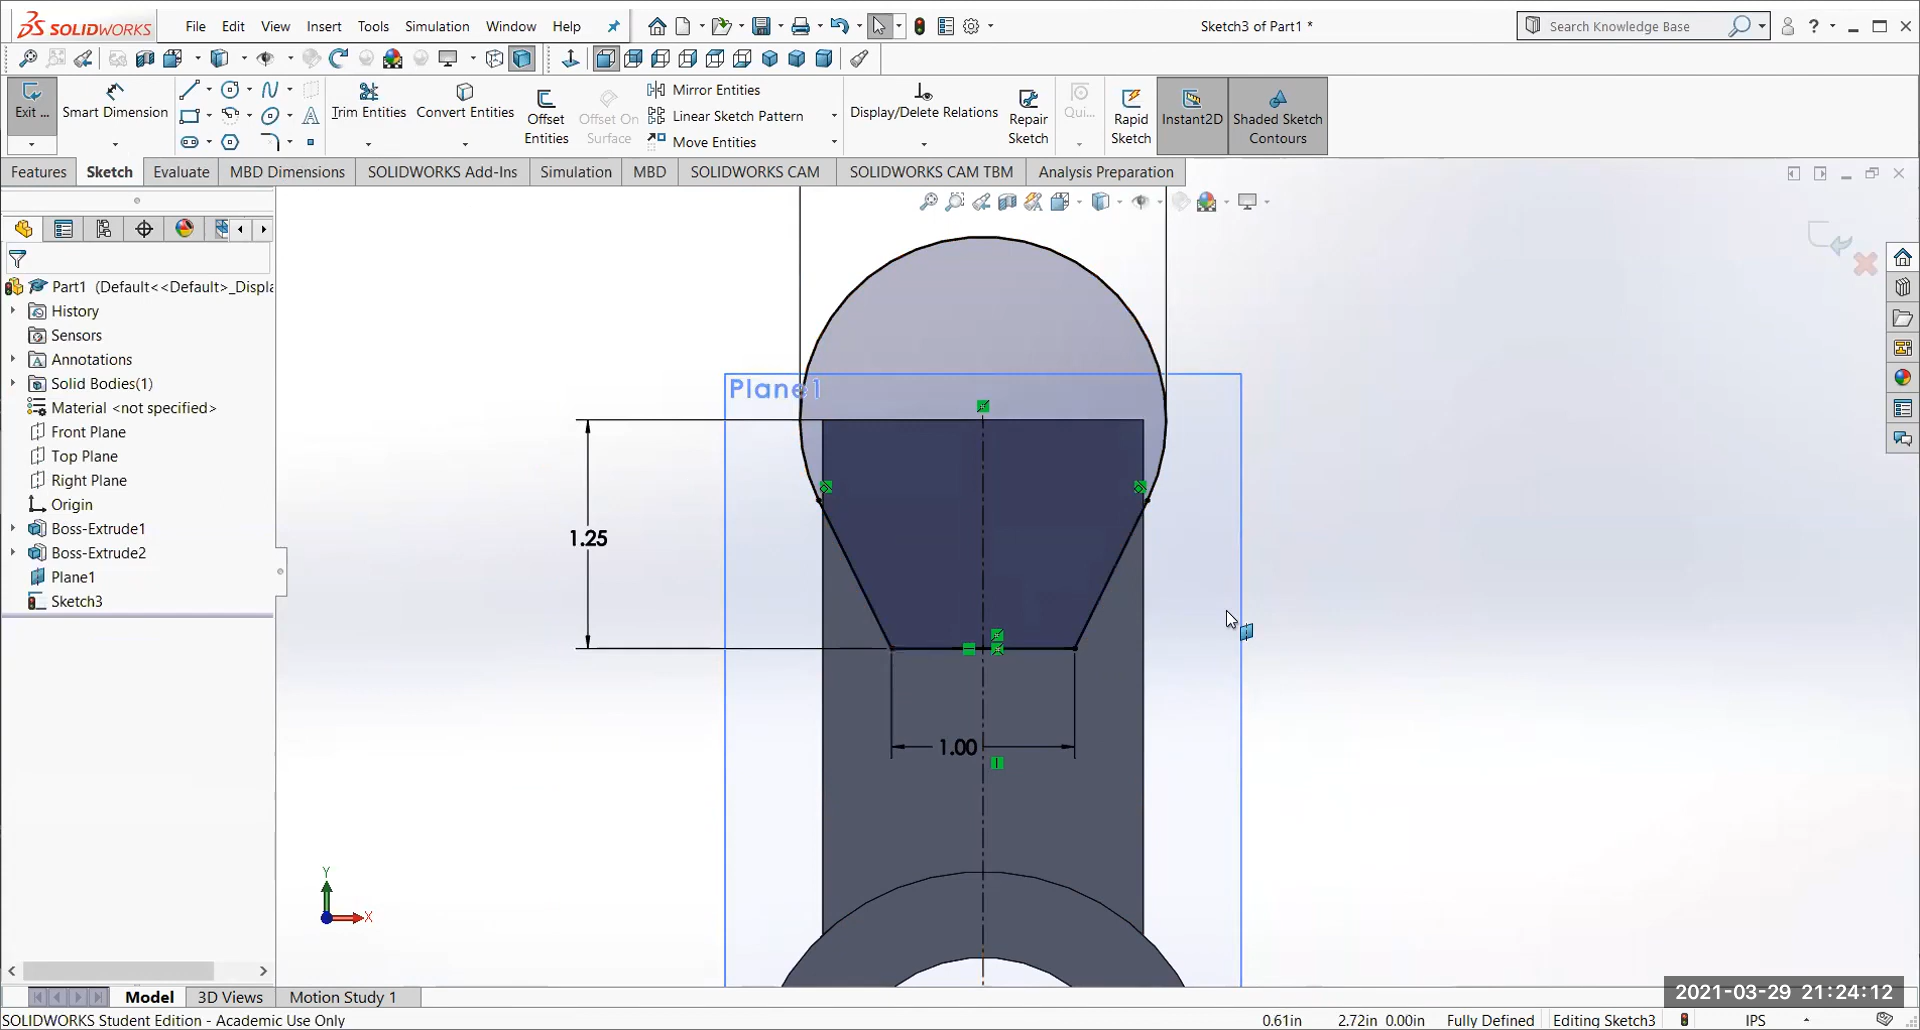 SOLIDWORKS File Edit View Insert Tools Simulation Window Help Sketch3 of Part1 * Search Knowledge Base ?
Exit ... Smart Dimension Trim Entities Convert Entities Offset Entities Offset On Surface Mirror Entities Linear Sketch Pattern Move Entities Display/Delete Relations Repair Sketch Qui... Rapid Sketch Instant2D Shaded Sketch Contours
Features Sketch Evaluate MBD Dimensions SOLIDWORKS Add-Ins Simulation MBD SOLIDWORKS CAM SOLIDWORKS CAM TBM Analysis Preparation
Part1 (Default<<Default>_Displa
History
Sensors
Annotations
Solid Bodies(1)
Material <not specified>
Front Plane
Top Plane
Right Plane
Origin
Boss-Extrude1
Boss-Extrude2
Plane1
Sketch3
Plane1
1.25
1.00
Y
X
Model 3D Views Motion Study 1
2021-03-29 21:24:12
SOLIDWORKS Student Edition - Academic Use Only 0.61in 2.72in 0.00in Fully Defined Editing Sketch3 IPS